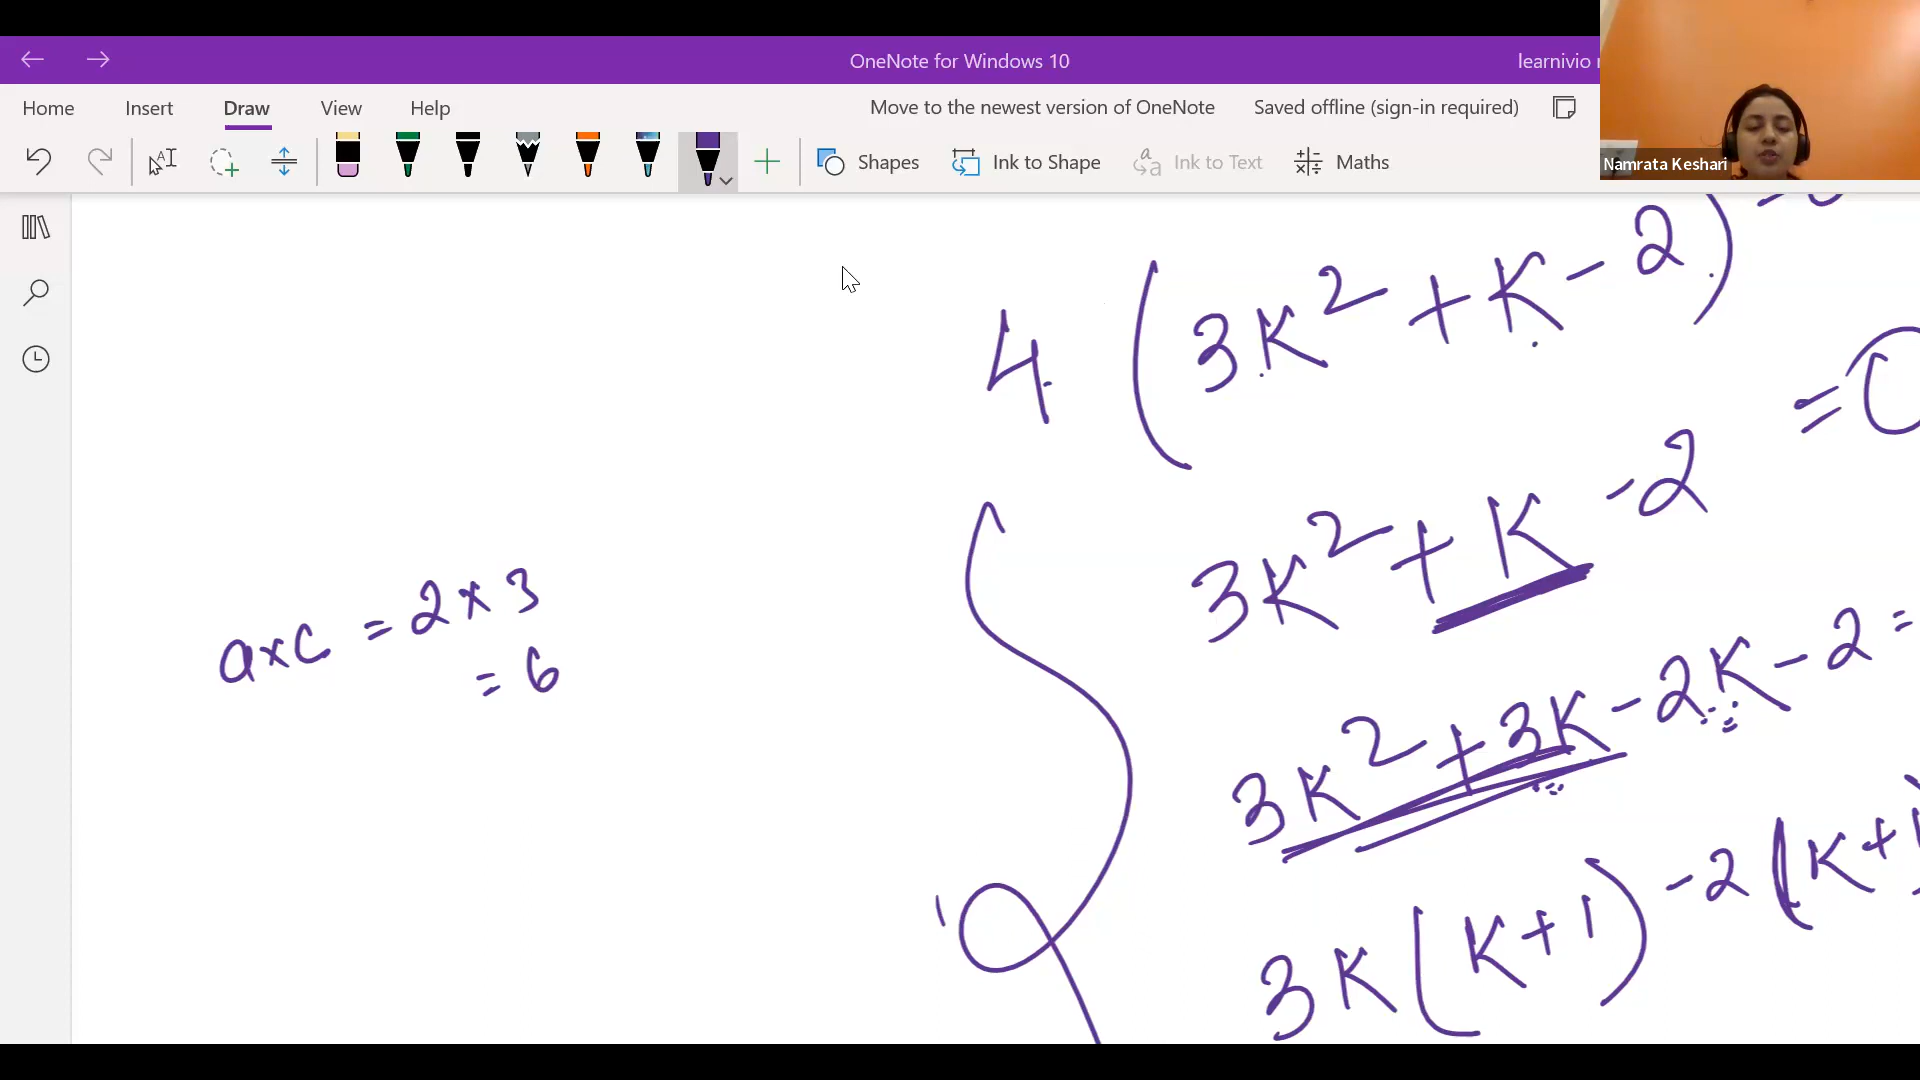 OneNote for Windows 10
learnivio
Home Insert Draw View Help
Move to the newest version of OneNote Saved offline (sign-in required)
Shapes Ink to Shape Ink to Text Maths
Namrata Keshari
4 (3K² + K - 2)
3K² + K - 2 = 0
a×c = 2 × 3
= 6
3K² + 3K - 2K - 2 =
3K (K + 1) - 2 (K + 1